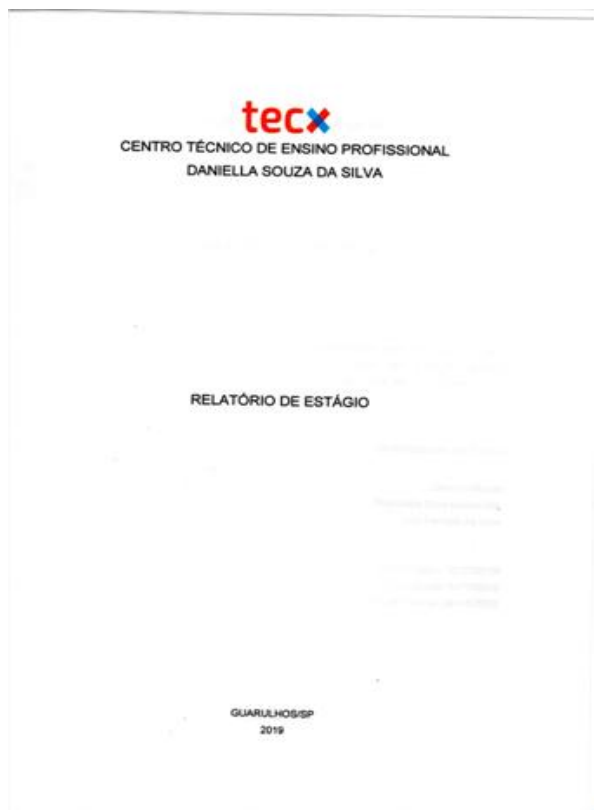 tecx
CENTRO TÉCNICO DE ENSINO PROFISSIONAL
DANIELLA SOUZA DA SILVA
RELATÓRIO DE ESTÁGIO
GUARULHOS/SP
2019